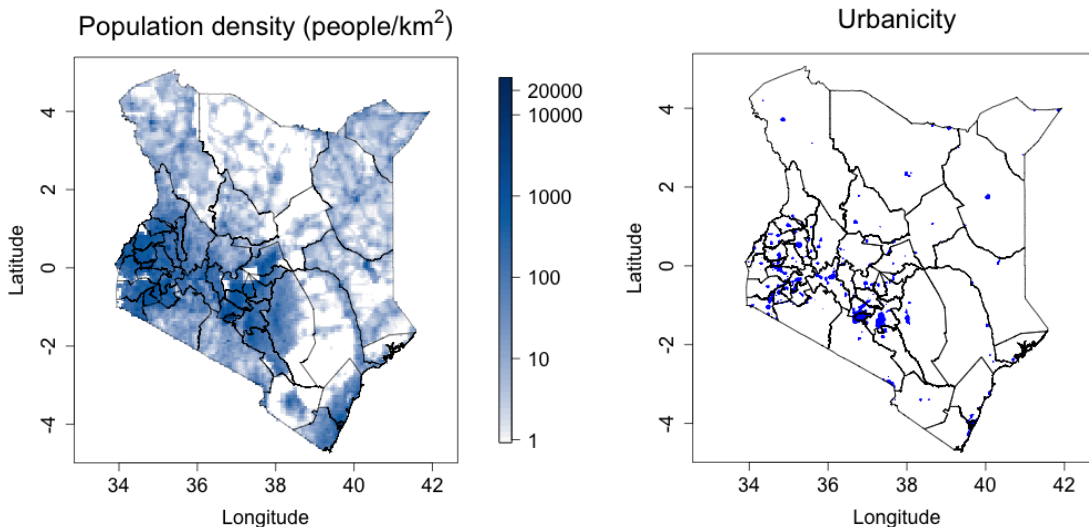 Population density (people/km²)
4
2
0
-2
-4
Latitude
34 36 38 40 42
Longitude
20000
10000
1000
100
10
1
Urbanicity
4
2
0
-2
-4
Latitude
34 36 38 40 42
Longitude